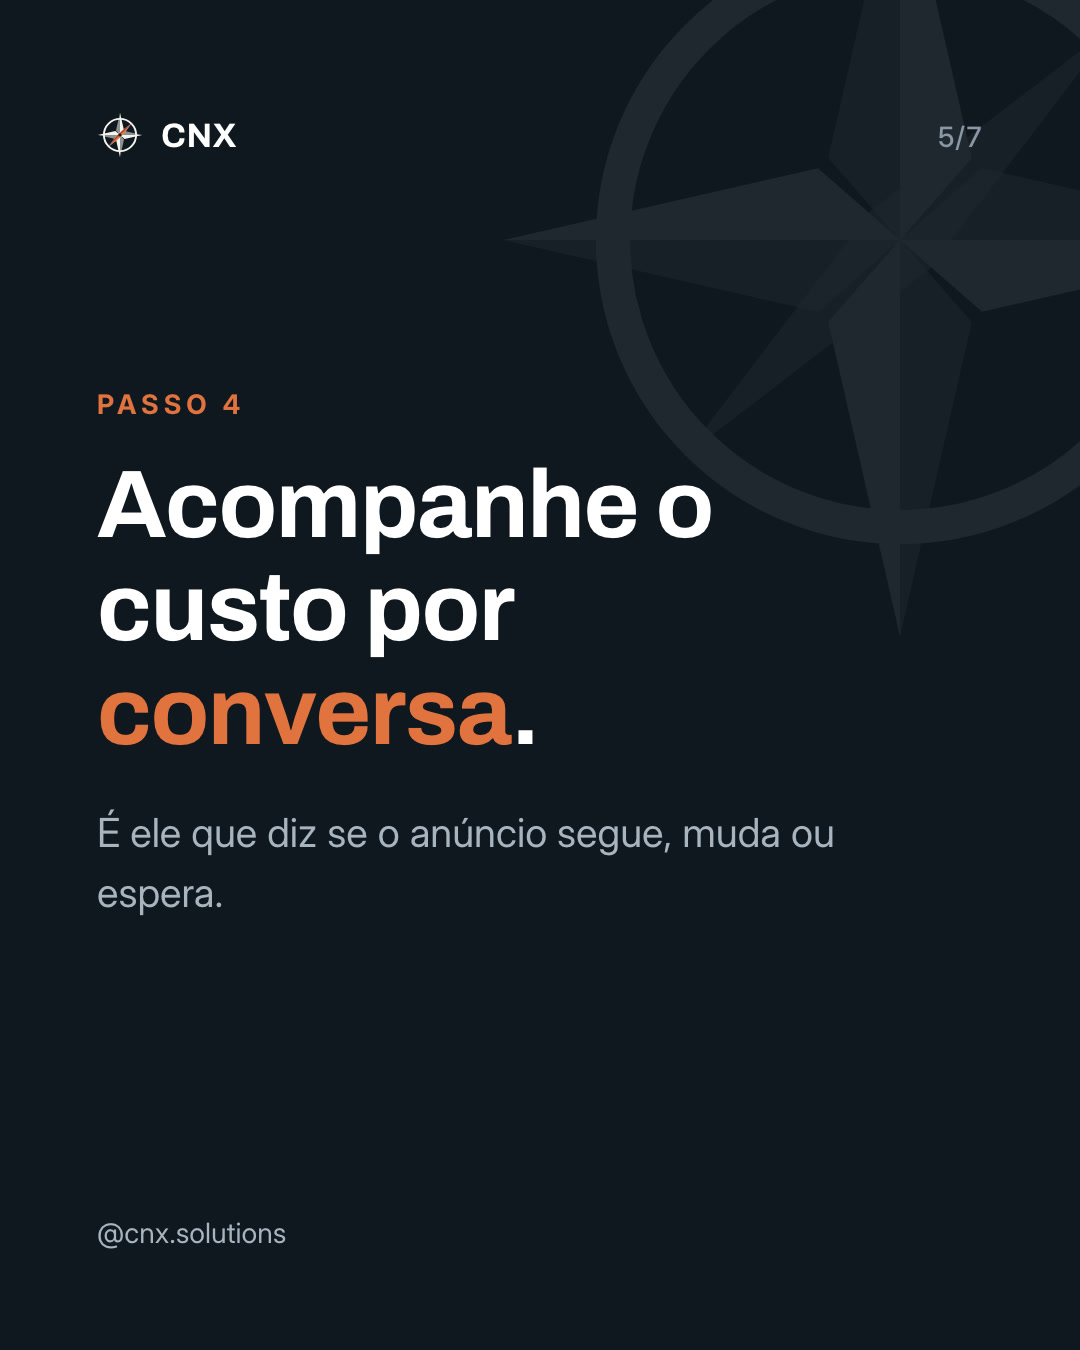 CNX
5/7
PASSO 4
Acompanhe o
custo por
conversa.
É ele que diz se o anúncio segue, muda ou
espera.
@cnx.solutions